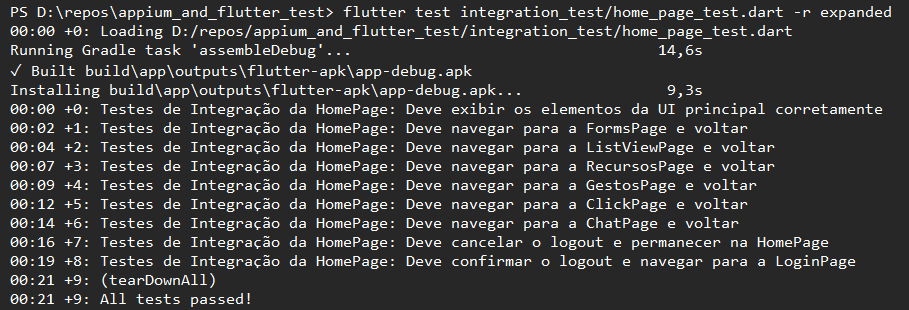 PS D:\repos\appium_and_flutter_test> flutter test integration_test/home_page_test.dart -r expanded
00:00 +0: Loading D:/repos/appium_and_flutter_test/integration_test/home_page_test.dart
Running Gradle task 'assembleDebug'... 14,6s
✓ Built build\app\outputs\flutter-apk\app-debug.apk
Installing build\app\outputs\flutter-apk\app-debug.apk... 9,3s
00:00 +0: Testes de Integração da HomePage: Deve exibir os elementos da UI principal corretamente
00:02 +1: Testes de Integração da HomePage: Deve navegar para a FormsPage e voltar
00:04 +2: Testes de Integração da HomePage: Deve navegar para a ListViewPage e voltar
00:07 +3: Testes de Integração da HomePage: Deve navegar para a RecursosPage e voltar
00:09 +4: Testes de Integração da HomePage: Deve navegar para a GestosPage e voltar
00:12 +5: Testes de Integração da HomePage: Deve navegar para a ClickPage e voltar
00:14 +6: Testes de Integração da HomePage: Deve navegar para a ChatPage e voltar
00:16 +7: Testes de Integração da HomePage: Deve cancelar o logout e permanecer na HomePage
00:19 +8: Testes de Integração da HomePage: Deve confirmar o logout e navegar para a LoginPage
00:21 +9: (tearDownAll)
00:21 +9: All tests passed!